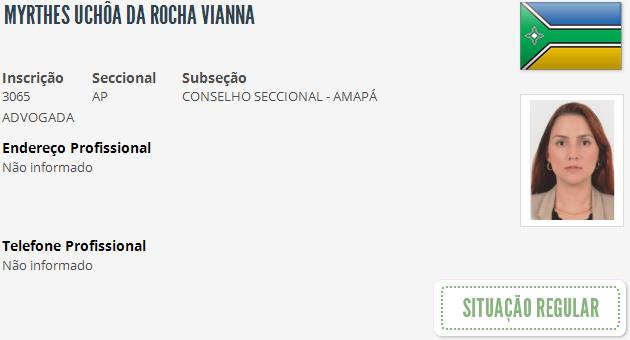 MYRTHES UCHÔA DA ROCHA VIANNA
Inscrição Seccional Subseção
3065 AP CONSELHO SECCIONAL - AMAPÁ
ADVOGADA
Endereço Profissional
Não informado
Telefone Profissional
Não informado
SITUAÇÃO REGULAR